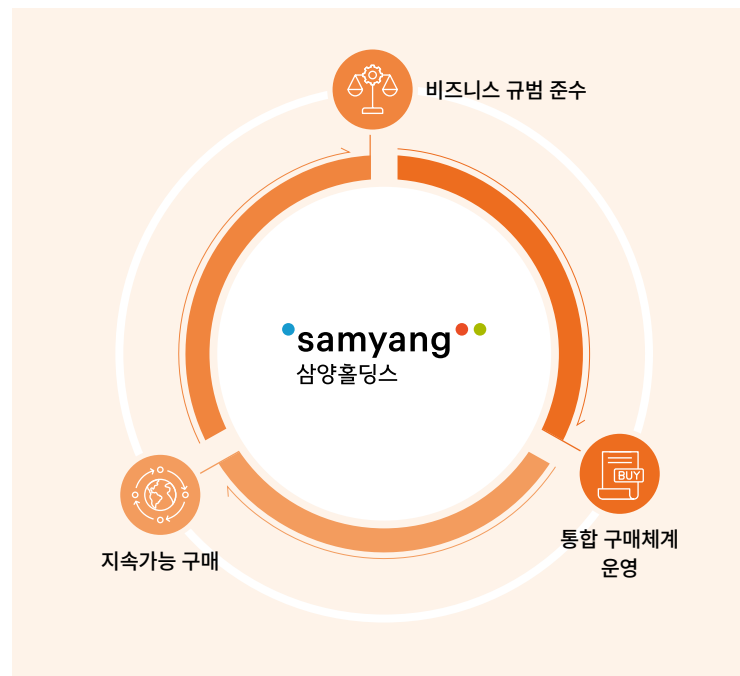 비즈니스 규범 준수
samyang
삼양홀딩스
BUY
통합 구매체계
운영
지속가능 구매